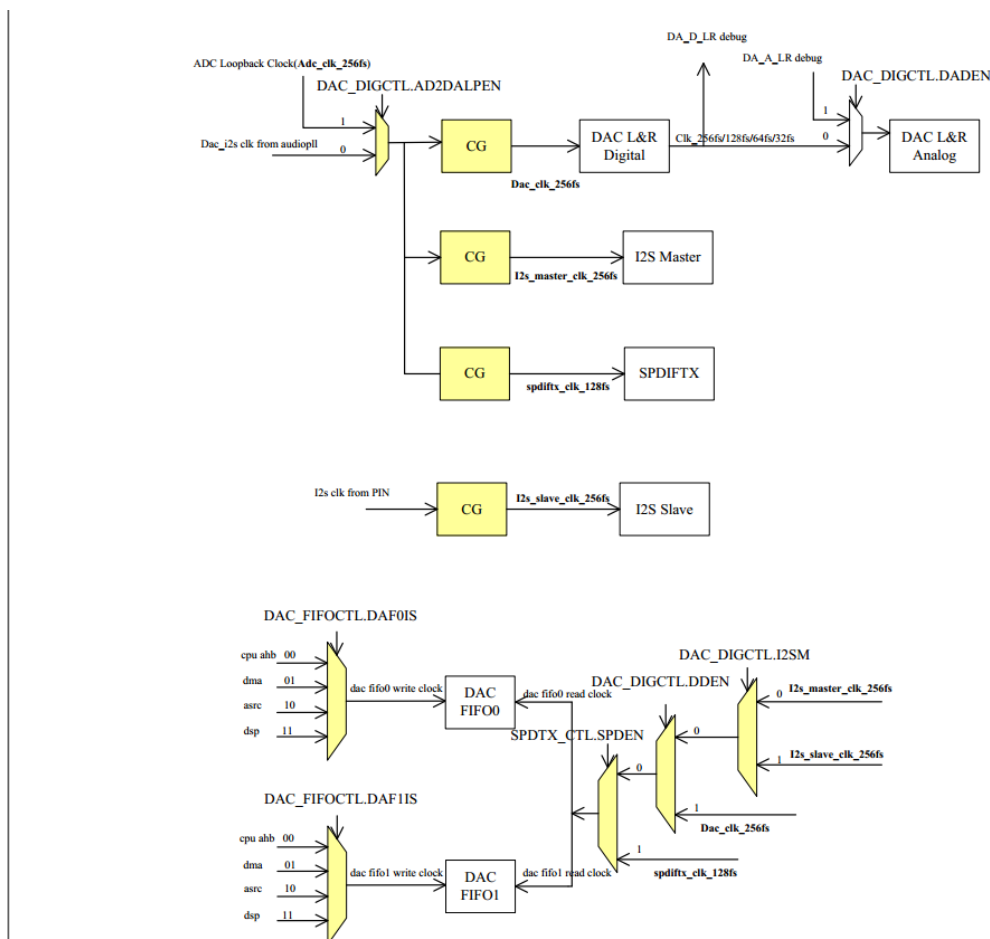 DA_D_LR debug
DA_A_LR debug
ADC Loopback Clock(Adc_clk_256fs)
DAC_DIGCTL.DADEN
DAC_DIGCTL.AD2DALPEN
1
1
Dac_i2s clk from audiopll
0
CG
DAC L&R
Digital
Clk_256fs/128fs/64fs/32fs
0
DAC L&R
Analog
Dac_clk_256fs
CG
I2S Master
I2s_master_clk_256fs
CG
SPDIFTX
spdiftx_clk_128fs
I2s clk from PIN
I2s_slave_clk_256fs
CG
I2S Slave
DAC_FIFOCTL.DAF0IS
cpu ahb 00
dma 01
asrc 10
dsp 11
dac fifo0 write clock
DAC
FIFO0
dac fifo0 read clock
DAC_DIGCTL.I2SM
DAC_DIGCTL.DDEN
SPDTX_CTL.SPDEN
0 I2s_master_clk_256fs
0
1 I2s_slave_clk_256fs
0
1
Dac_clk_256fs
1
spdiftx_clk_128fs
DAC_FIFOCTL.DAF1IS
cpu ahb 00
dma 01
asrc 10
dsp 11
dac fifo1 write clock
DAC
FIFO1
dac fifo1 read clock